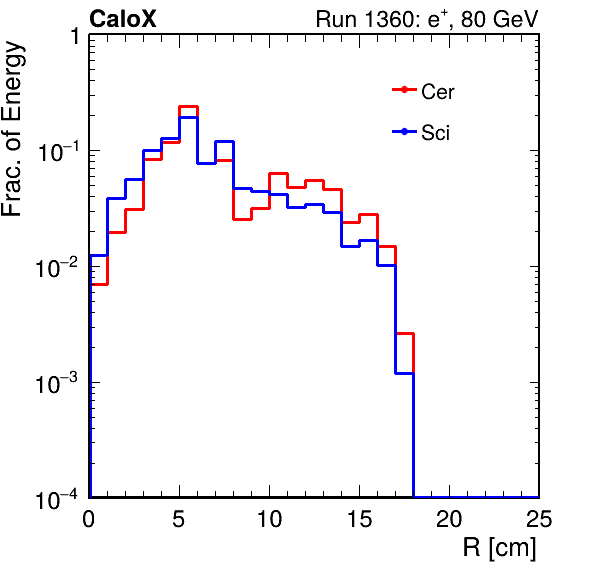 CaloX Run 1360: e⁺, 80 GeV
Frac. of Energy
1
10⁻¹
10⁻²
10⁻³
10⁻⁴
Cer
Sci
0 5 10 15 20 25
R [cm]